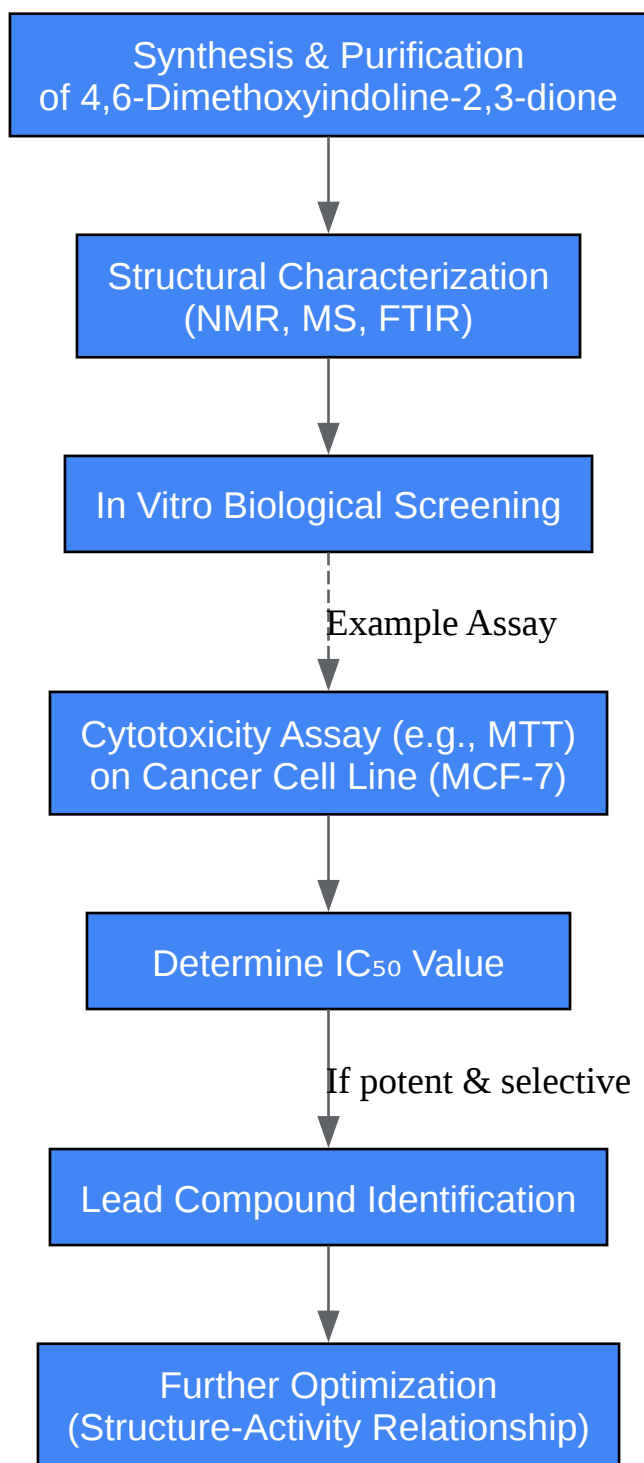 Synthesis & Purification
of 4,6-Dimethoxyindoline-2,3-dione
Structural Characterization
(NMR, MS, FTIR)
In Vitro Biological Screening
Example Assay
Cytotoxicity Assay (e.g., MTT)
on Cancer Cell Line (MCF-7)
Determine IC₅₀ Value
If potent & selective
Lead Compound Identification
Further Optimization
(Structure-Activity Relationship)